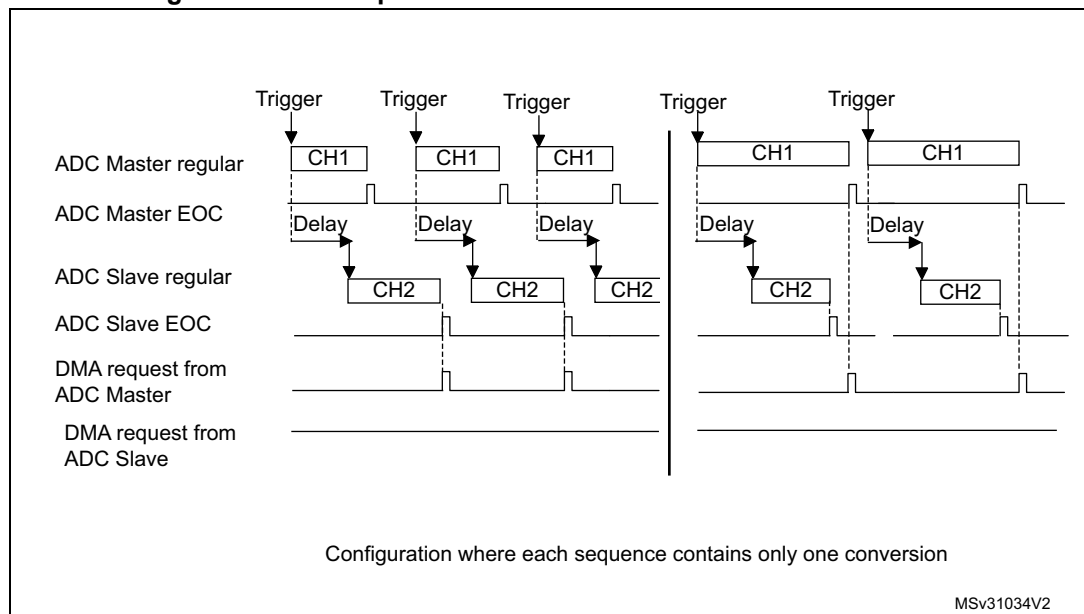 Trigger Trigger Trigger Trigger Trigger
ADC Master regular CH1 CH1 CH1 CH1 CH1
ADC Master EOC
Delay Delay Delay Delay Delay
ADC Slave regular CH2 CH2 CH2 CH2 CH2
ADC Slave EOC
DMA request from
ADC Master
DMA request from
ADC Slave
Configuration where each sequence contains only one conversion
MSv31034V2